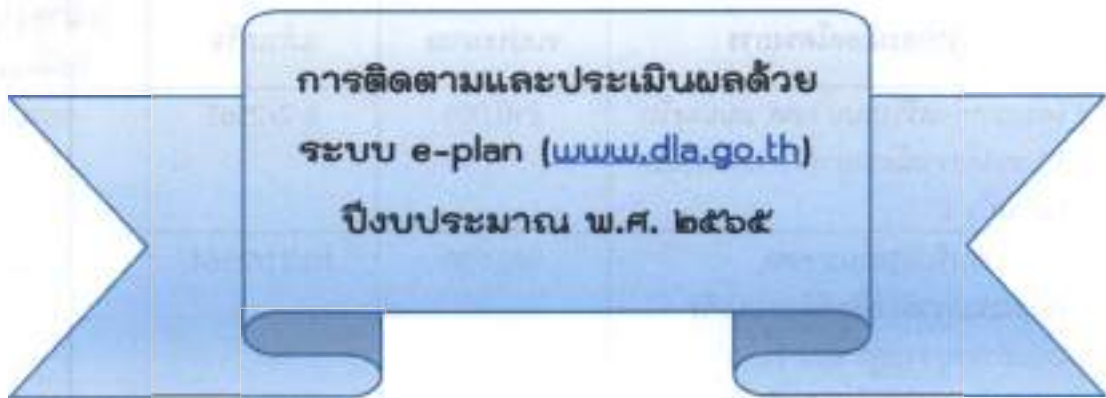 การติดตามและประเมินผลด้วย
ระบบ e-plan (www.dla.go.th)
ปีงบประมาณ พ.ศ. ๒๕๖๕